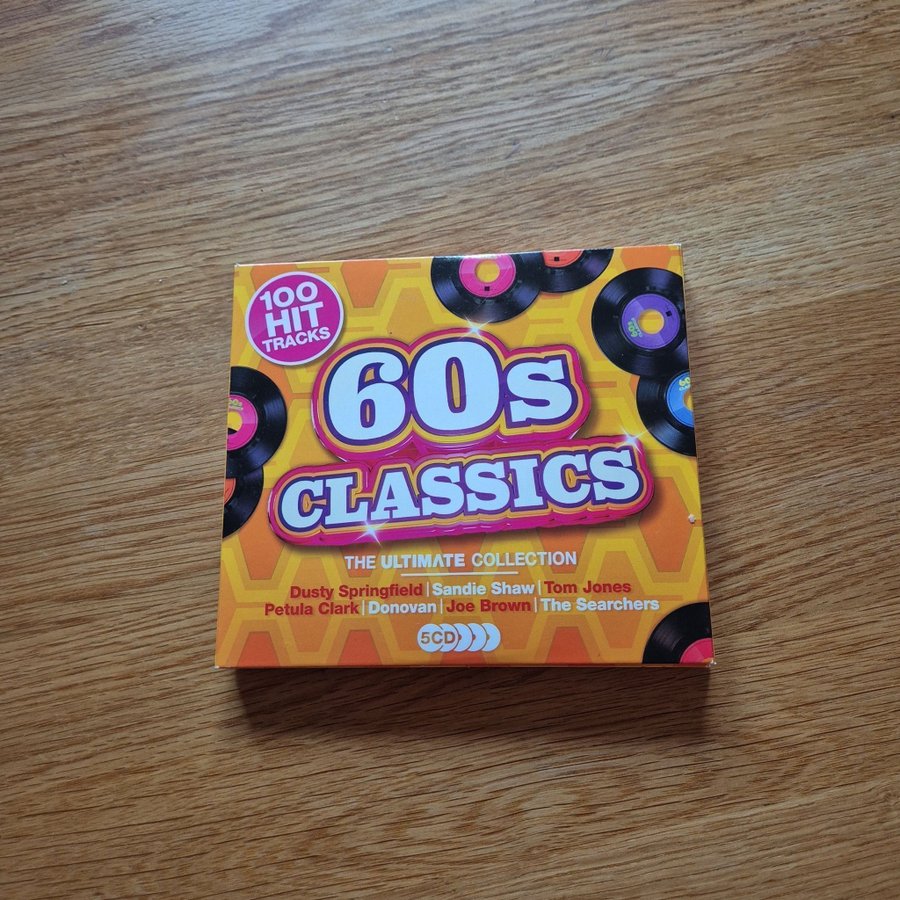 100
HIT
TRACKS
60s
CLASSICS
THE ULTIMATE COLLECTION
Dusty Springfield | Sandie Shaw | Tom Jones
Petula Clark | Donovan | Joe Brown | The Searchers
5CD